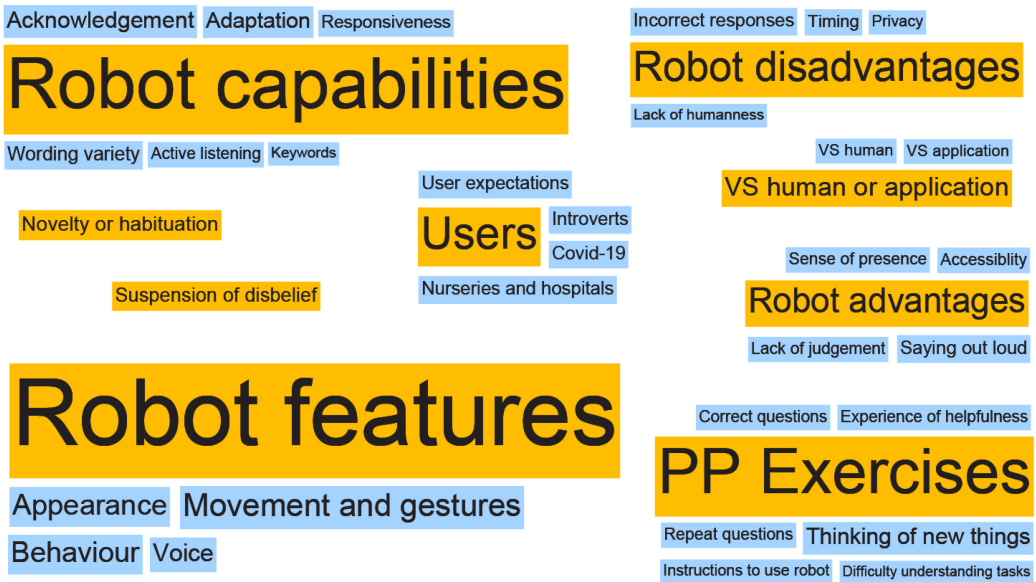 Acknowledgement Adaptation Responsiveness
Robot capabilities
Wording variety Active listening Keywords
Novelty or habituation
Suspension of disbelief
User expectations
Users
Introverts
Covid-19
Nurseries and hospitals
Robot features
Appearance Movement and gestures
Behaviour Voice
Incorrect responses Timing Privacy
Robot disadvantages
Lack of humanness
VS human VS application
VS human or application
Sense of presence Accessiblity
Robot advantages
Lack of judgement Saying out loud
Correct questions Experience of helpfulness
PP Exercises
Repeat questions Thinking of new things
Instructions to use robot Difficulty understanding tasks